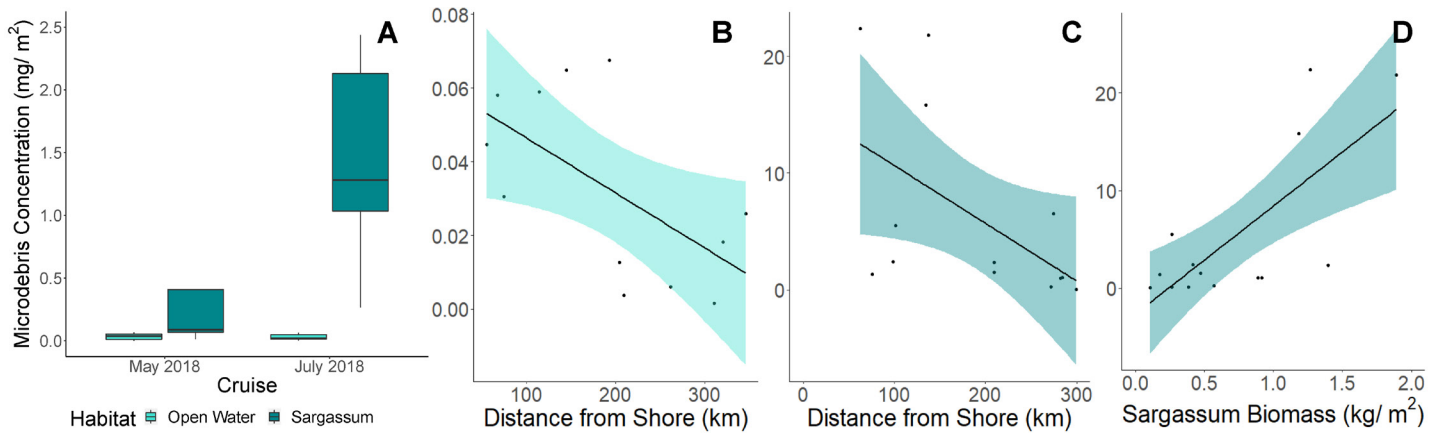 A
Microdebris Concentration (mg/ m²)
2.5
2.0
1.5
1.0
0.5
0.0
May 2018
July 2018
Cruise
Habitat Open Water Sargassum
B
0.08
0.06
0.04
0.02
0.00
100 200 300
Distance from Shore (km)
C
20
10
0
0 100 200 300
Distance from Shore (km)
D
20
10
0
0.0 0.5 1.0 1.5 2.0
Sargassum Biomass (kg/ m²)